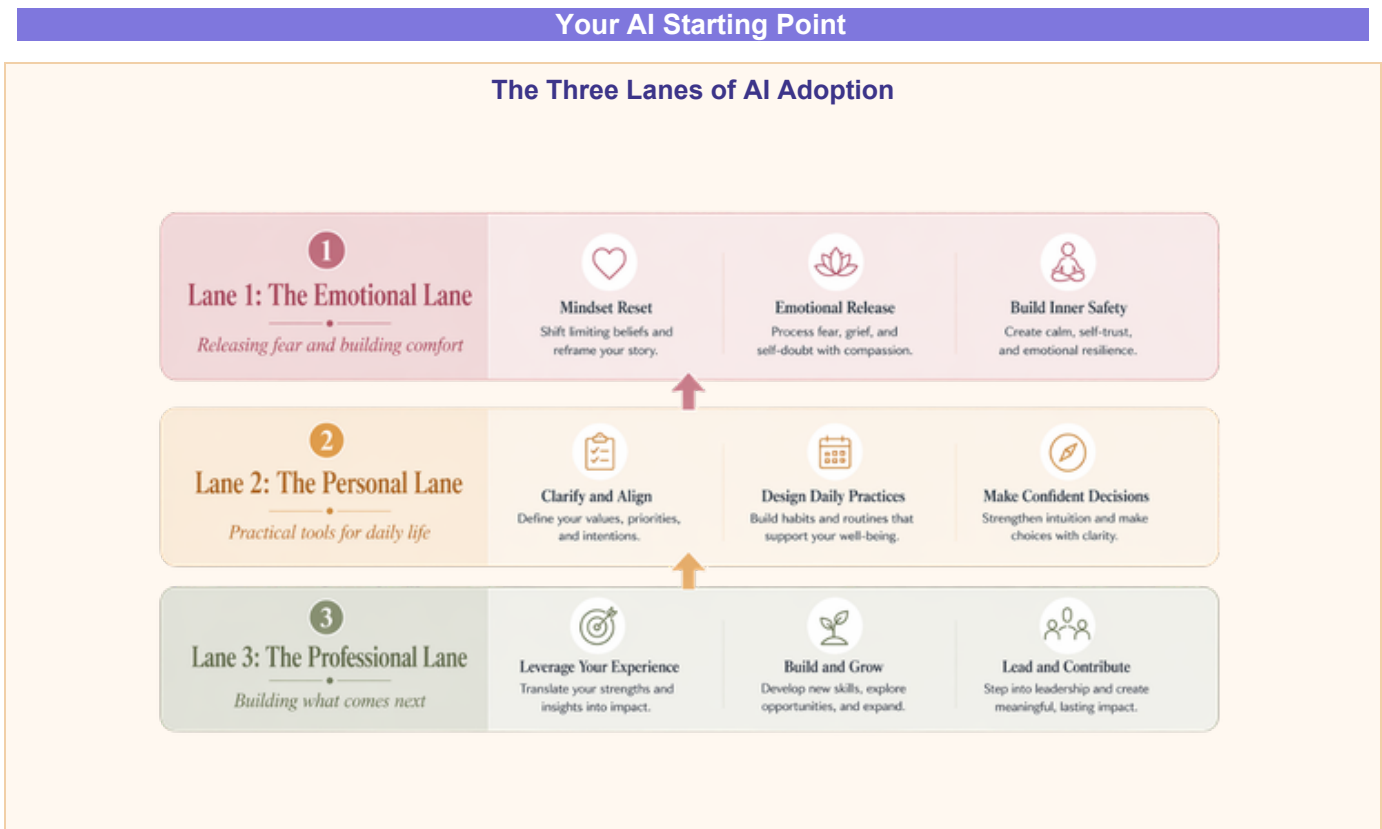 Your AI Starting Point
The Three Lanes of AI Adoption
1
Lane 1: The Emotional Lane
Releasing fear and building comfort
Mindset Reset
Shift limiting beliefs and
reframe your story.
Emotional Release
Process fear, grief, and
self-doubt with compassion.
Build Inner Safety
Create calm, self-trust,
and emotional resilience.
2
Lane 2: The Personal Lane
Practical tools for daily life
Clarify and Align
Define your values, priorities,
and intentions.
Design Daily Practices
Build habits and routines that
support your well-being.
Make Confident Decisions
Strengthen intuition and make
choices with clarity.
3
Lane 3: The Professional Lane
Building what comes next
Leverage Your Experience
Translate your strengths and
insights into impact.
Build and Grow
Develop new skills, explore
opportunities, and expand.
Lead and Contribute
Step into leadership and create
meaningful, lasting impact.